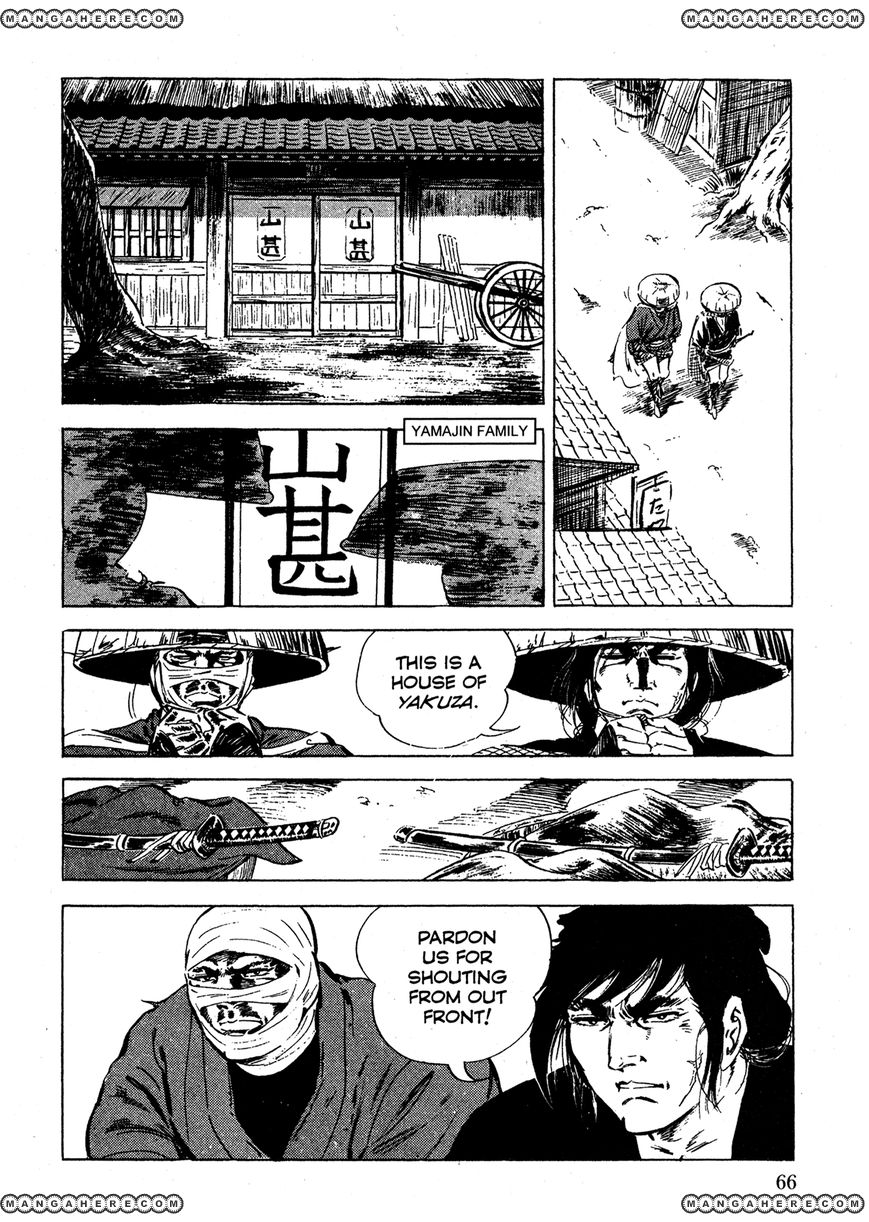 MANGAHERE.COM
MANGAHERE.COM
山甚
山甚
YAMAJIN FAMILY
山甚
THIS IS A
HOUSE OF
YAKUZA.
PARDON
US FOR
SHOUTING
FROM OUT
FRONT!
66
MANGAHERE.COM
MANGAHERE.COM